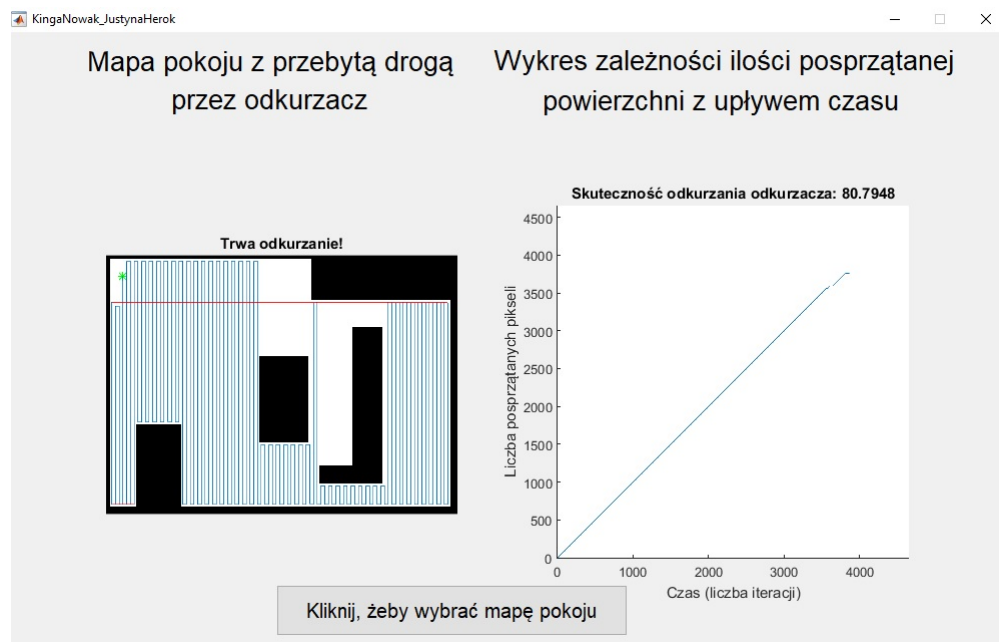 KingaNowak_JustynaHerok
Mapa pokoju z przebytą drogą
przez odkurzacz
Wykres zależności ilości posprzątanej
powierzchni z upływem czasu
Trwa odkurzanie!
Skuteczność odkurzania odkurzacza: 80.7948
Liczba posprzątanych pikseli
4500
4000
3500
3000
2500
2000
1500
1000
500
0
0 1000 2000 3000 4000
Czas (liczba iteracji)
Kliknij, żeby wybrać mapę pokoju